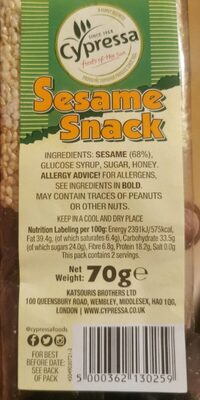 SINCE 1964
Cypressa
fruits of the sun
Sesame
Snack
INGREDIENTS: SESAME (68%),
GLUCOSE SYRUP, SUGAR, HONEY.
ALLERGY ADVICE! FOR ALLERGENS,
SEE INGREDIENTS IN BOLD.
MAY CONTAIN TRACES OF PEANUTS
OR OTHER NUTS.
KEEP IN A COOL AND DRY PLACE
Nutrition Labeling per 100g: Energy 2391kJ/575kcal,
Fat 39.4g, (of which saturates 6.4g), Carbohydrate 33.5g
(of which sugars 24.0g), Fibre 6.8g, Protein 18.2g, Salt 0.0g
This pack contains 2 servings.
Net
Weight: 70g e
KATSOURIS BROTHERS LTD
100 QUEENSBURY ROAD, WEMBLEY, MIDDLESEX, HA0 1QG,
LONDON | WWW.CYPRESSA.CO.UK
@cypressafoods
FOR BEST
BEFORE DATE:
SEE BACK
OF PACK
5 000362 130259